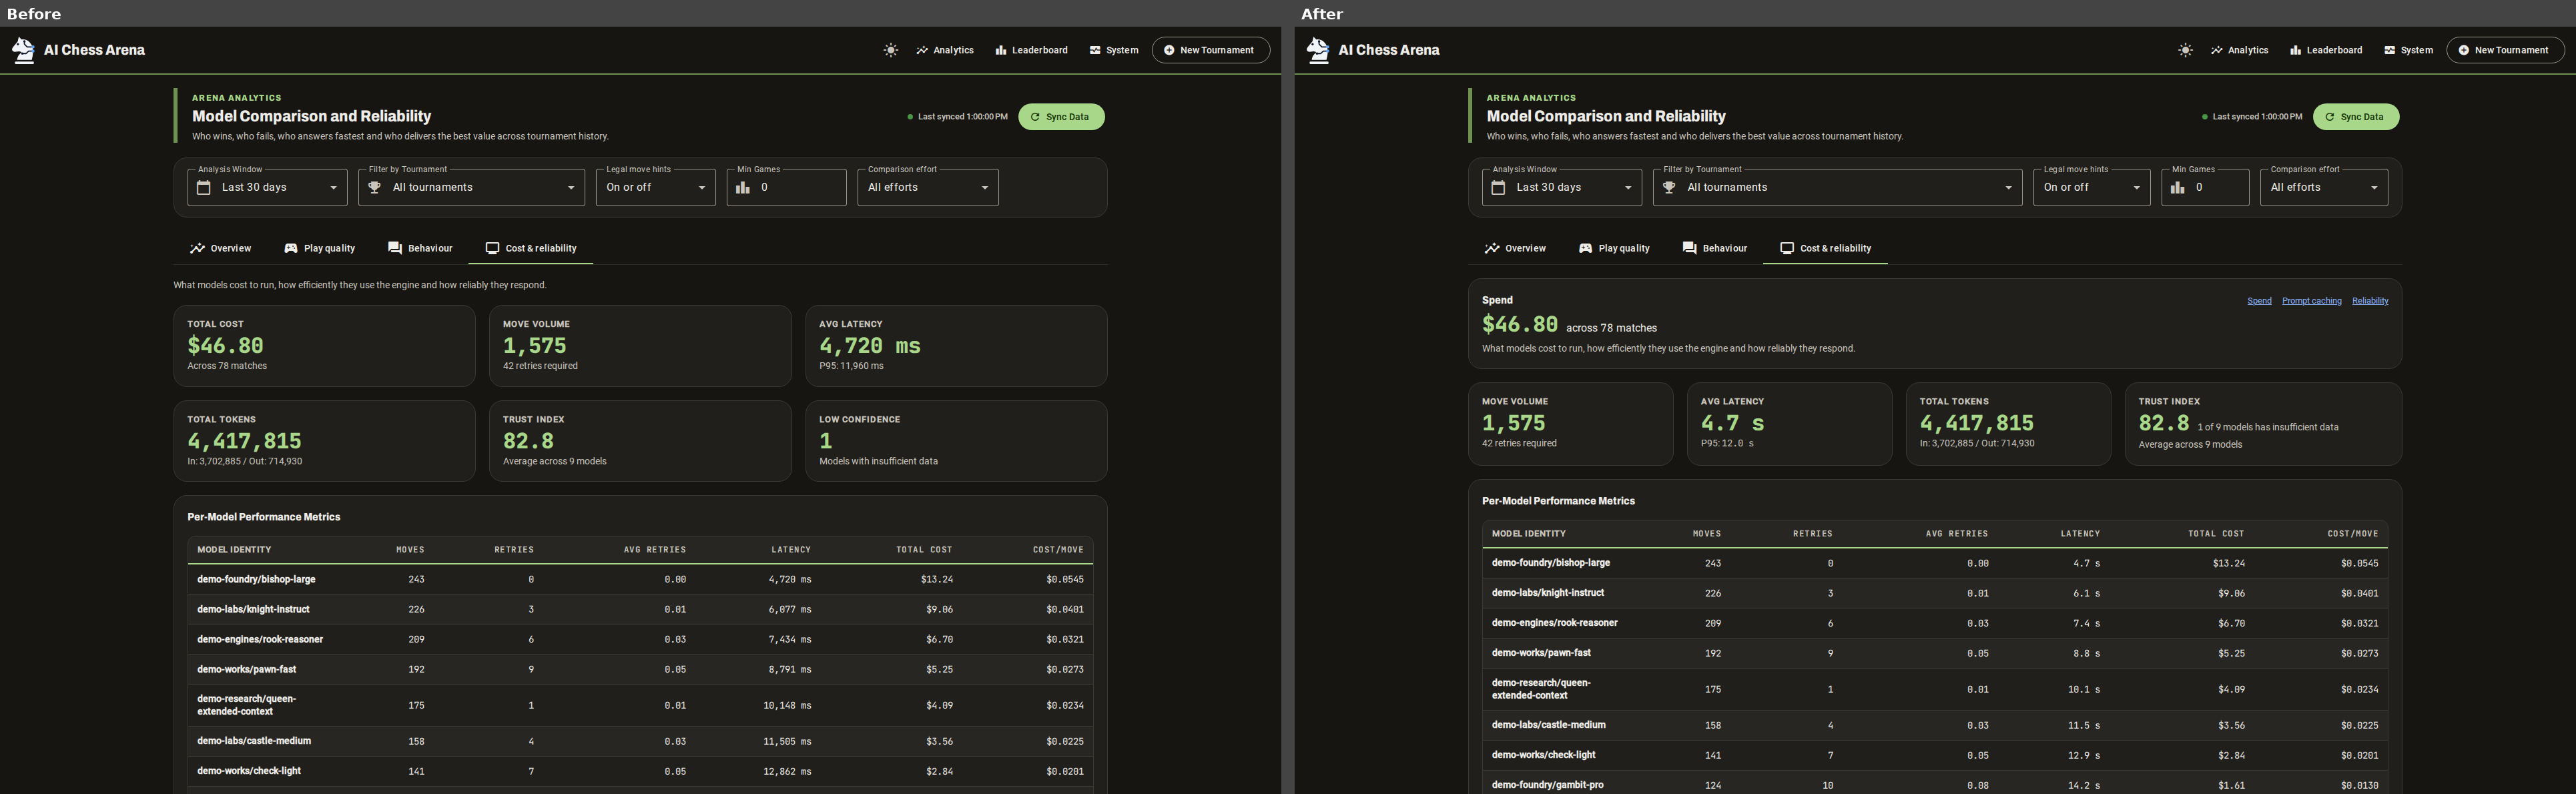 Before
AI Chess Arena
Analytics
Leaderboard
System
New Tournament
ARENA ANALYTICS
Model Comparison and Reliability
Who wins, who fails, who answers fastest and who delivers the best value across tournament history.
Last synced 1:00:00 PM
Sync Data
Analysis Window
Last 30 days
Filter by Tournament
All tournaments
Legal move hints
On or off
Min Games
0
Comparison effort
All efforts
Overview
Play quality
Behaviour
Cost & reliability
What models cost to run, how efficiently they use the engine and how reliably they respond.
TOTAL COST
$46.80
Across 78 matches
MOVE VOLUME
1,575
42 retries required
AVG LATENCY
4,720 ms
P95: 11,960 ms
TOTAL TOKENS
4,417,815
In: 3,702,885 / Out: 714,930
TRUST INDEX
82.8
Average across 9 models
LOW CONFIDENCE
1
Models with insufficient data
Per-Model Performance Metrics
MODEL IDENTITY MOVES RETRIES AVG RETRIES LATENCY TOTAL COST COST/MOVE
demo-foundry/bishop-large 243 0 0.00 4,720 ms $13.24 $0.0545
demo-labs/knight-instruct 226 3 0.01 6,077 ms $9.06 $0.0401
demo-engines/rook-reasoner 209 6 0.03 7,434 ms $6.70 $0.0321
demo-works/pawn-fast 192 9 0.05 8,791 ms $5.25 $0.0273
demo-research/queen-
extended-context 175 1 0.01 10,148 ms $4.09 $0.0234
demo-labs/castle-medium 158 4 0.03 11,505 ms $3.56 $0.0225
demo-works/check-light 141 7 0.05 12,862 ms $2.84 $0.0201
After
AI Chess Arena
Analytics
Leaderboard
System
New Tournament
ARENA ANALYTICS
Model Comparison and Reliability
Who wins, who fails, who answers fastest and who delivers the best value across tournament history.
Last synced 1:00:00 PM
Sync Data
Analysis Window
Last 30 days
Filter by Tournament
All tournaments
Legal move hints
On or off
Min Games
0
Comparison effort
All efforts
Overview
Play quality
Behaviour
Cost & reliability
Spend
Spend Prompt caching Reliability
$46.80 across 78 matches
What models cost to run, how efficiently they use the engine and how reliably they respond.
MOVE VOLUME
1,575
42 retries required
AVG LATENCY
4.7 s
P95: 12.0 s
TOTAL TOKENS
4,417,815
In: 3,702,885 / Out: 714,930
TRUST INDEX
82.8 1 of 9 models has insufficient data
Average across 9 models
Per-Model Performance Metrics
MODEL IDENTITY MOVES RETRIES AVG RETRIES LATENCY TOTAL COST COST/MOVE
demo-foundry/bishop-large 243 0 0.00 4.7 s $13.24 $0.0545
demo-labs/knight-instruct 226 3 0.01 6.1 s $9.06 $0.0401
demo-engines/rook-reasoner 209 6 0.03 7.4 s $6.70 $0.0321
demo-works/pawn-fast 192 9 0.05 8.8 s $5.25 $0.0273
demo-research/queen-
extended-context 175 1 0.01 10.1 s $4.09 $0.0234
demo-labs/castle-medium 158 4 0.03 11.5 s $3.56 $0.0225
demo-works/check-light 141 7 0.05 12.9 s $2.84 $0.0201
demo-foundry/gambit-pro 124 10 0.08 14.2 s $1.61 $0.0130